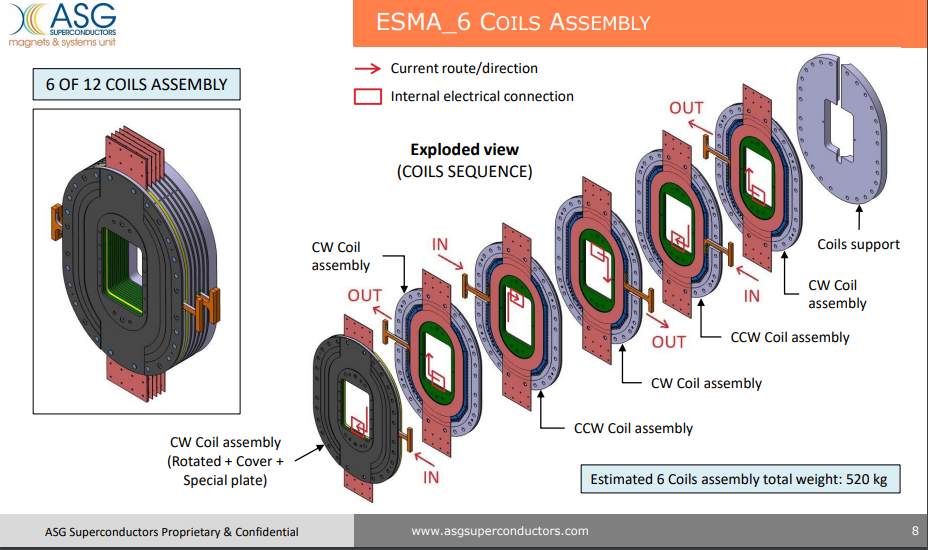 ASG
SUPERCONDUCTORS
magnets & systems unit
ESMA_6 COILS ASSEMBLY
6 OF 12 COILS ASSEMBLY
Current route/direction
Internal electrical connection
Exploded view
(COILS SEQUENCE)
OUT
Coils support
CW Coil
assembly
IN
CW Coil
assembly
IN
OUT
CCW Coil assembly
OUT
CW Coil assembly
CCW Coil assembly
CW Coil assembly
(Rotated + Cover +
Special plate)
IN
Estimated 6 Coils assembly total weight: 520 kg
ASG Superconductors Proprietary & Confidential
www.asgsuperconductors.com
8